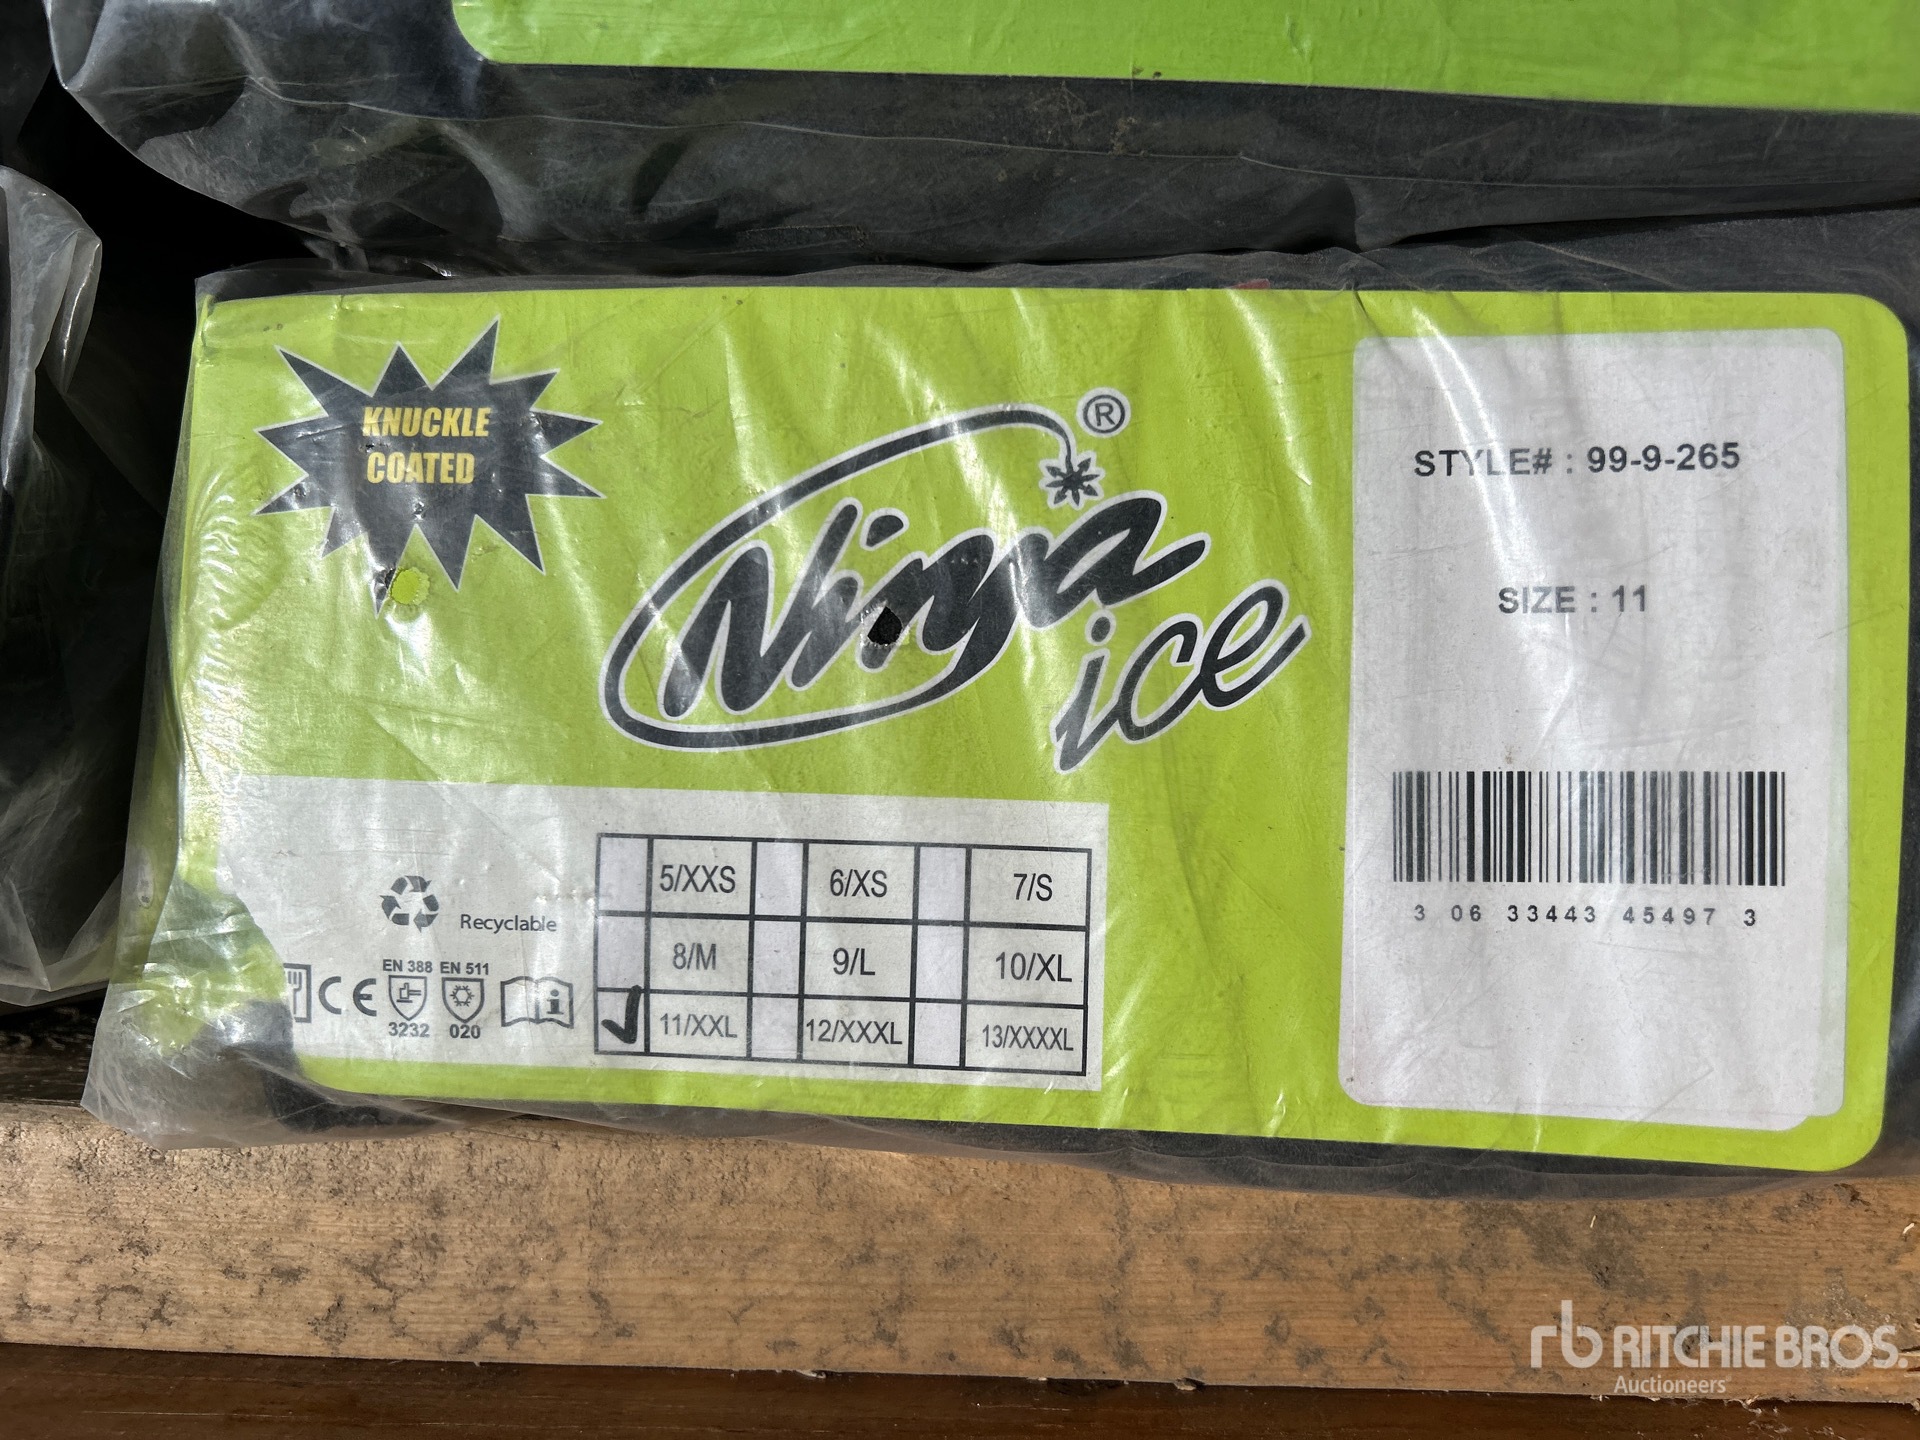 KNUCKLE
COATED
Ninja ®
ice
STYLE# : 99-9-265
SIZE : 11
3 06 33443 45497 3
Recyclable
CE
EN 388 EN 511
3232 020
i
5/XXS 6/XS 7/S
8/M 9/L 10/XL
11/XXL 12/XXXL 13/XXXXL
rb RITCHIE BROS.
Auctioneers